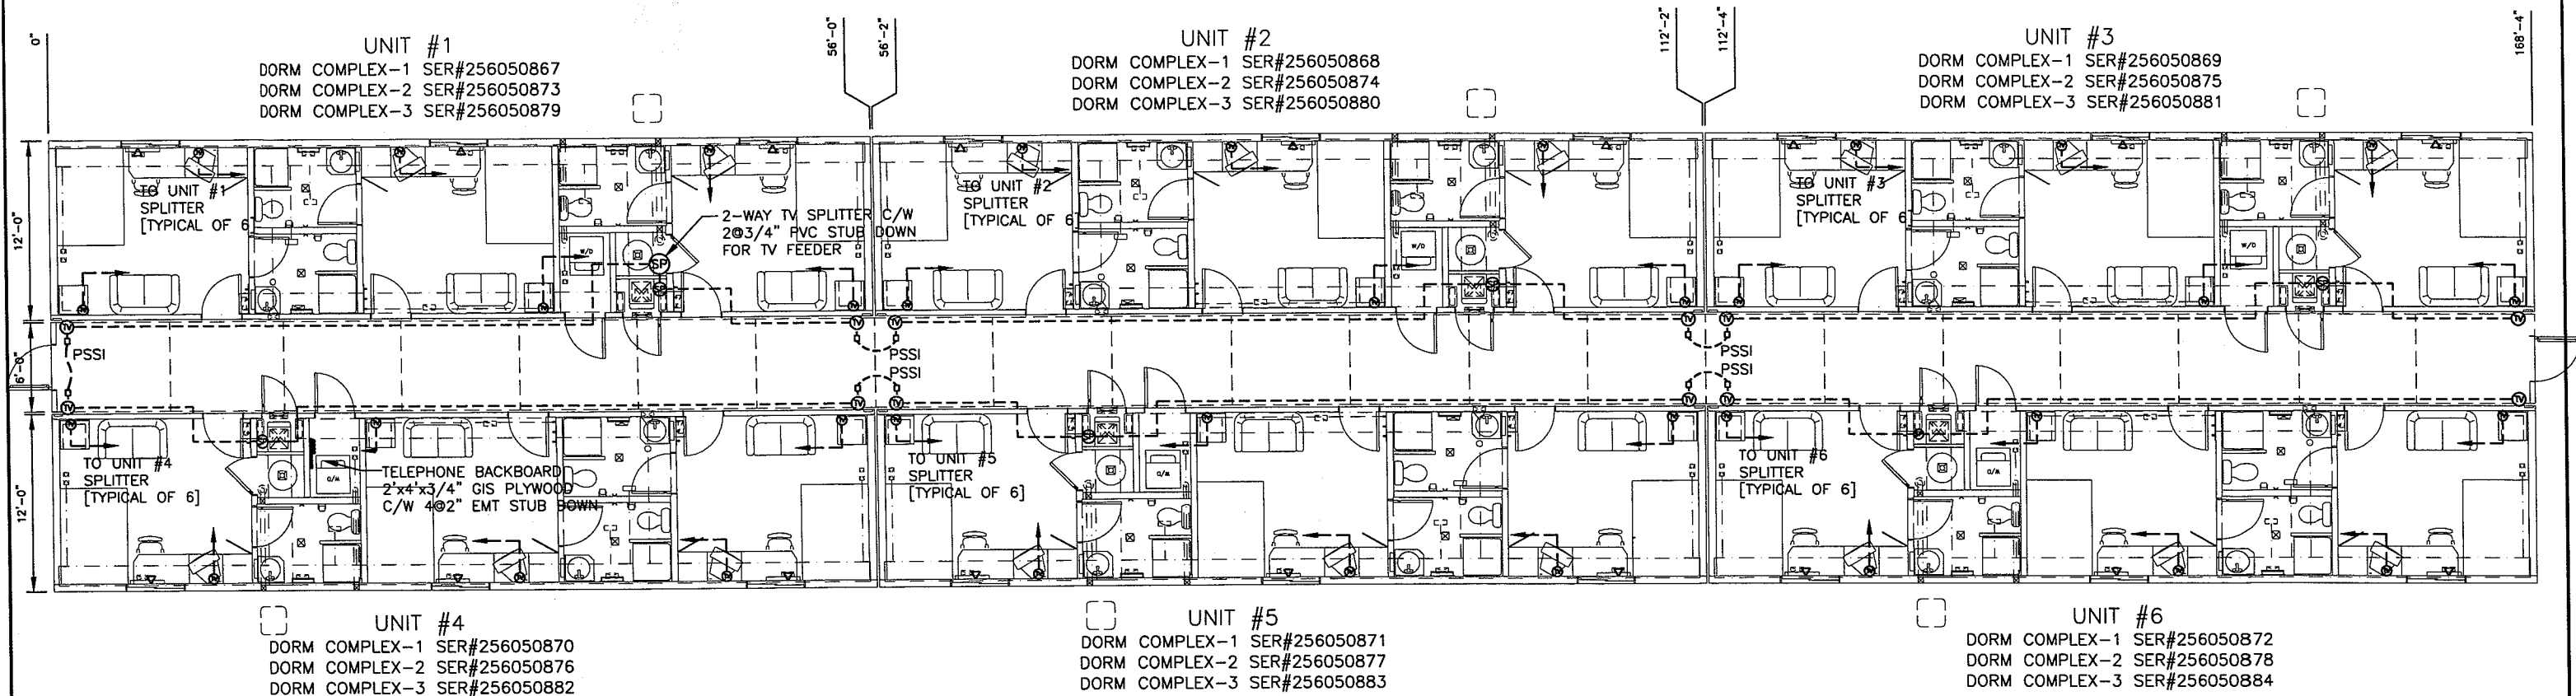 0"
56'-0"
56'-2"
112'-2"
112'-4"
168'-4"
UNIT #1
DORM COMPLEX-1 SER#256050867
DORM COMPLEX-2 SER#256050873
DORM COMPLEX-3 SER#256050879
UNIT #2
DORM COMPLEX-1 SER#256050868
DORM COMPLEX-2 SER#256050874
DORM COMPLEX-3 SER#256050880
UNIT #3
DORM COMPLEX-1 SER#256050869
DORM COMPLEX-2 SER#256050875
DORM COMPLEX-3 SER#256050881
12'-0"
6'-0"
12'-0"
TO UNIT #1
SPLITTER
[TYPICAL OF 6
2-WAY TV SPLITTER C/W
2@3/4" PVC STUB DOWN
FOR TV FEEDER
W/D
SP
TO UNIT #2
SPLITTER
[TYPICAL OF 6
W/D
TO UNIT #3
SPLITTER
[TYPICAL OF 6
W/D
PSSI
PSSI
PSSI
PSSI
PSSI
TO UNIT #4
SPLITTER
[TYPICAL OF 6]
TELEPHONE BACKBOARD
2'x4'x3/4" GIS PLYWOOD
C/W 4@2" EMT STUB DOWN
TO UNIT #5
SPLITTER
[TYPICAL OF 6]
TO UNIT #6
SPLITTER
[TYPICAL OF 6]
UNIT #4
DORM COMPLEX-1 SER#256050870
DORM COMPLEX-2 SER#256050876
DORM COMPLEX-3 SER#256050882
UNIT #5
DORM COMPLEX-1 SER#256050871
DORM COMPLEX-2 SER#256050877
DORM COMPLEX-3 SER#256050883
UNIT #6
DORM COMPLEX-1 SER#256050872
DORM COMPLEX-2 SER#256050878
DORM COMPLEX-3 SER#256050884